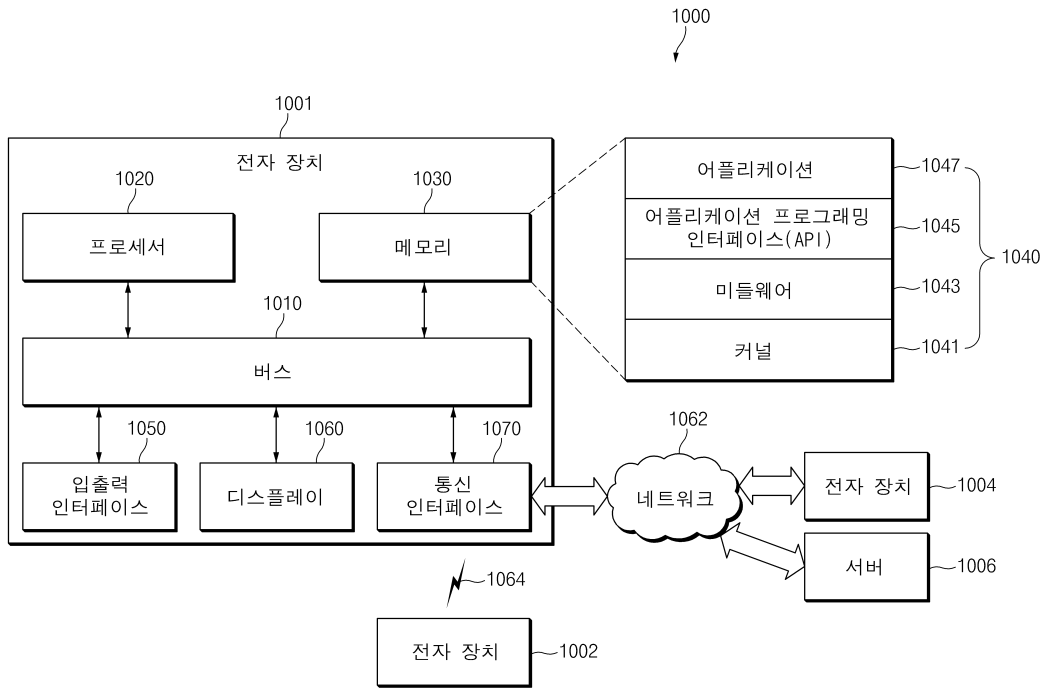 1000
1001
전자 장치
1020
1030
프로세서
메모리
1010
버스
1050
1060
1070
입출력
인터페이스
디스플레이
통신
인터페이스
어플리케이션
1047
어플리케이션 프로그래밍
인터페이스(API)
1045
미들웨어
1043
커널
1041
1040
1062
네트워크
전자 장치
1004
서버
1006
1064
전자 장치
1002